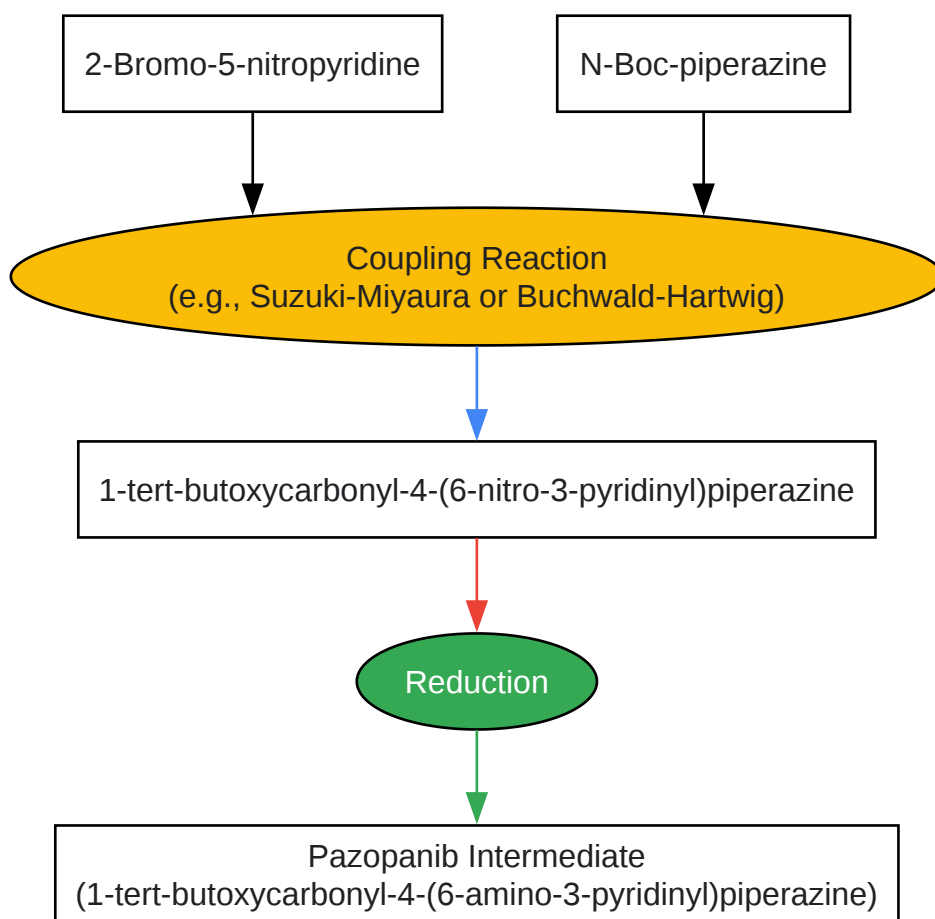 2-Bromo-5-nitropyridine
N-Boc-piperazine
Coupling Reaction
(e.g., Suzuki-Miyaura or Buchwald-Hartwig)
1-tert-butoxycarbonyl-4-(6-nitro-3-pyridinyl)piperazine
Reduction
Pazopanib Intermediate
(1-tert-butoxycarbonyl-4-(6-amino-3-pyridinyl)piperazine)